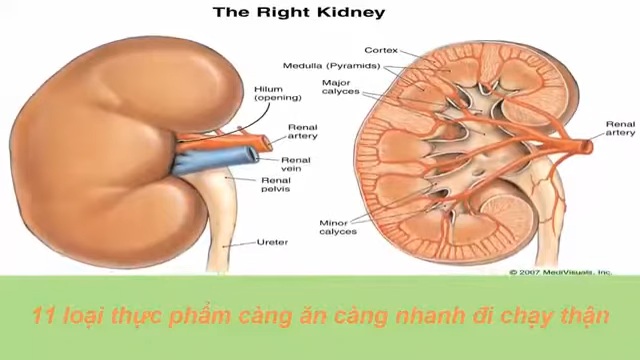 The Right Kidney
Hilum
(opening)
Renal
artery
Renal
vein
Renal
pelvis
Ureter
Cortex
Medulla (Pyramids)
Major
calyces
Renal
artery
Minor
calyces
© 2007 MediVisuals, Inc.
11 loại thực phẩm càng ăn càng nhanh đi chạy thận